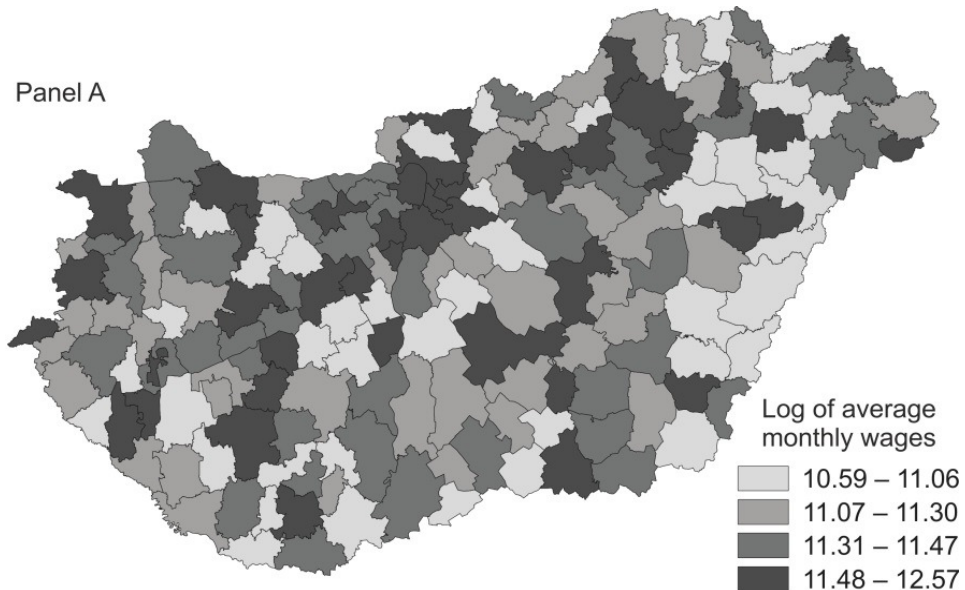 Panel A
Log of average
monthly wages
10.59 – 11.06
11.07 – 11.30
11.31 – 11.47
11.48 – 12.57